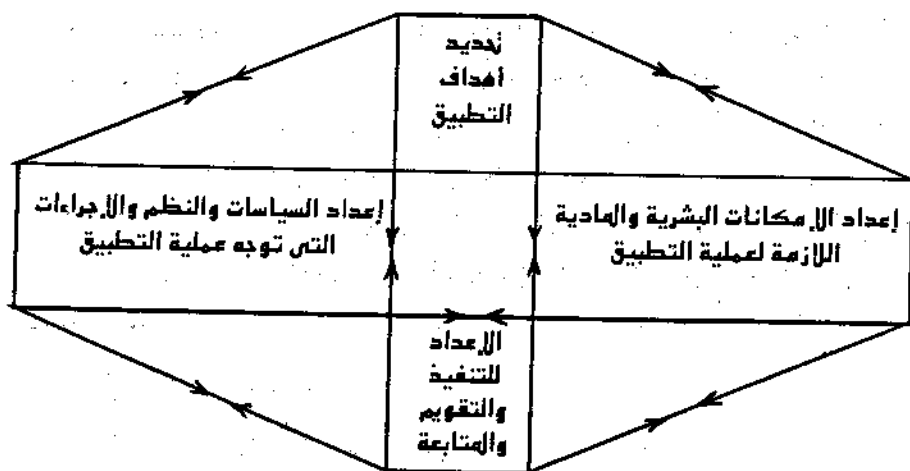 تحديد
أهداف
التطبيق
إعداد الإمكانات البشرية والمادية
اللازمة لعملية التطبيق
إعداد السياسات والنظم والإجراءات
التى توجه عملية التطبيق
الإعداد
للتنفيذ
والتقويم
والمتابعة